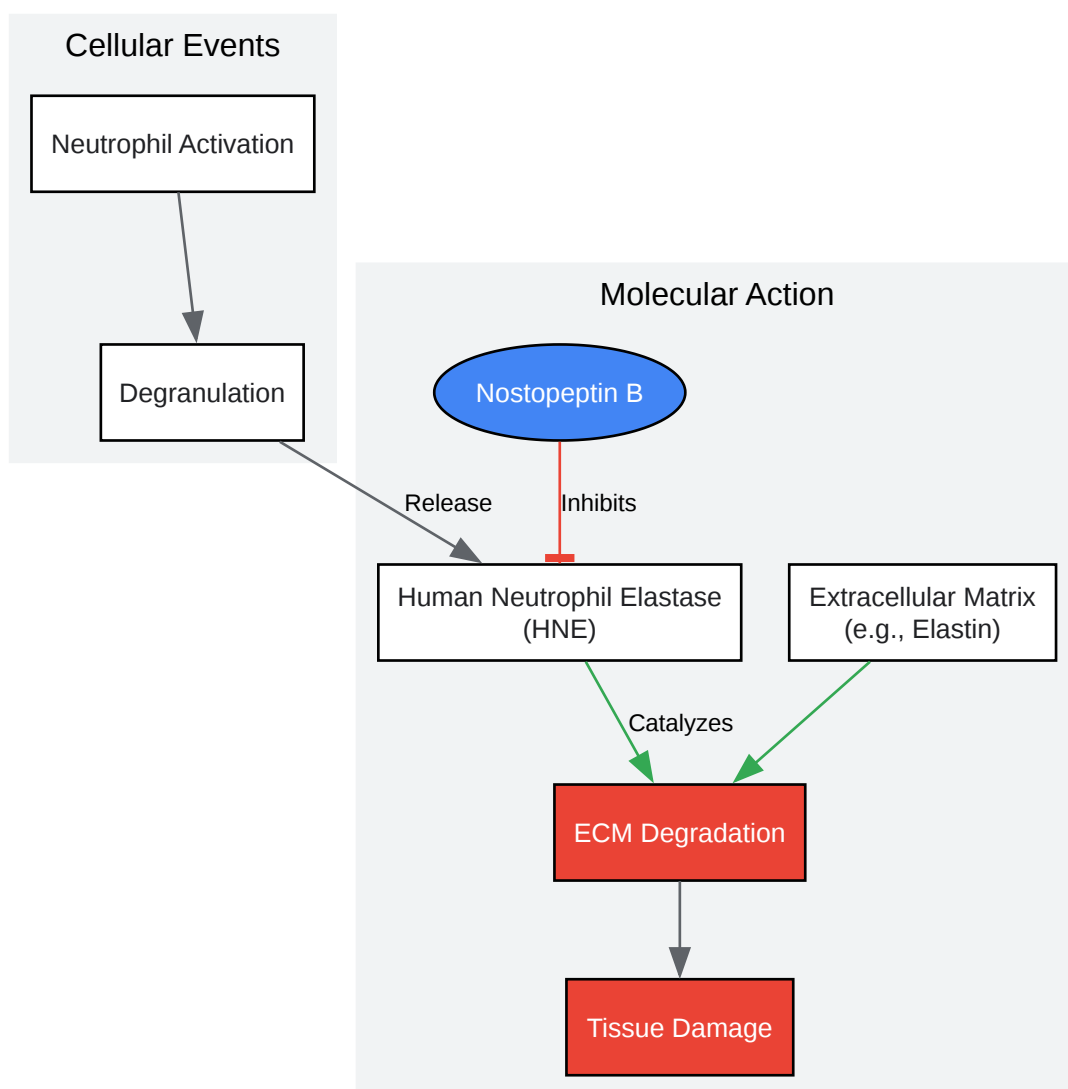 Cellular Events
Neutrophil Activation
Degranulation
Molecular Action
Nostopeptin B
Release
Inhibits
Human Neutrophil Elastase
(HNE)
Extracellular Matrix
(e.g., Elastin)
Catalyzes
ECM Degradation
Tissue Damage